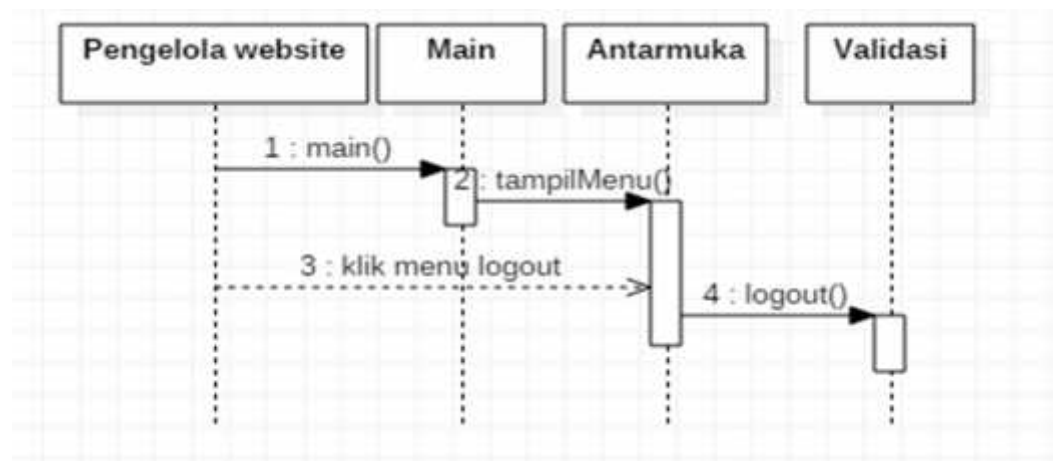 Pengelola website
Main
Antarmuka
Validasi
1 : main()
2 : tampilMenu()
3 : klik menu logout
4 : logout()